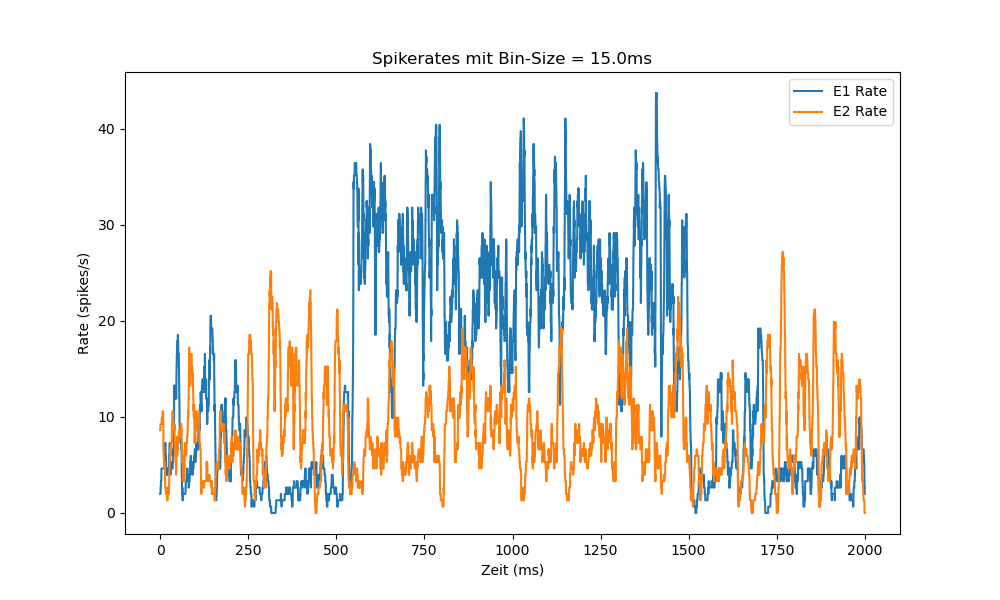 Spikerates mit Bin-Size = 15.0ms
E1 Rate
E2 Rate
Rate (spikes/s)
40
30
20
10
0
0 250 500 750 1000 1250 1500 1750 2000
Zeit (ms)